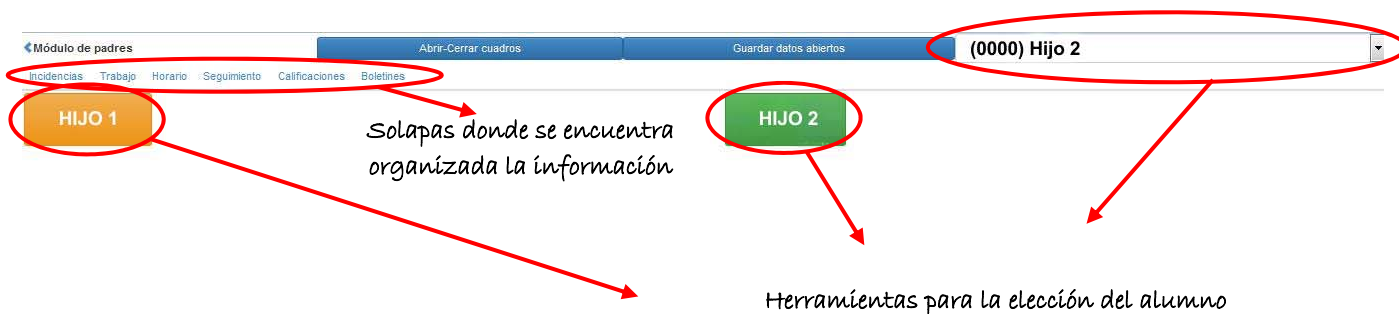 Módulo de padres
Abrir-Cerrar cuadros
Guardar datos abiertos
(0000) Hijo 2
Incidencias Trabajo Horario Seguimiento Calificaciones Boletines
HIJO 1
HIJO 2
Solapas donde se encuentra
organizada la información
Herramientas para la elección del alumno